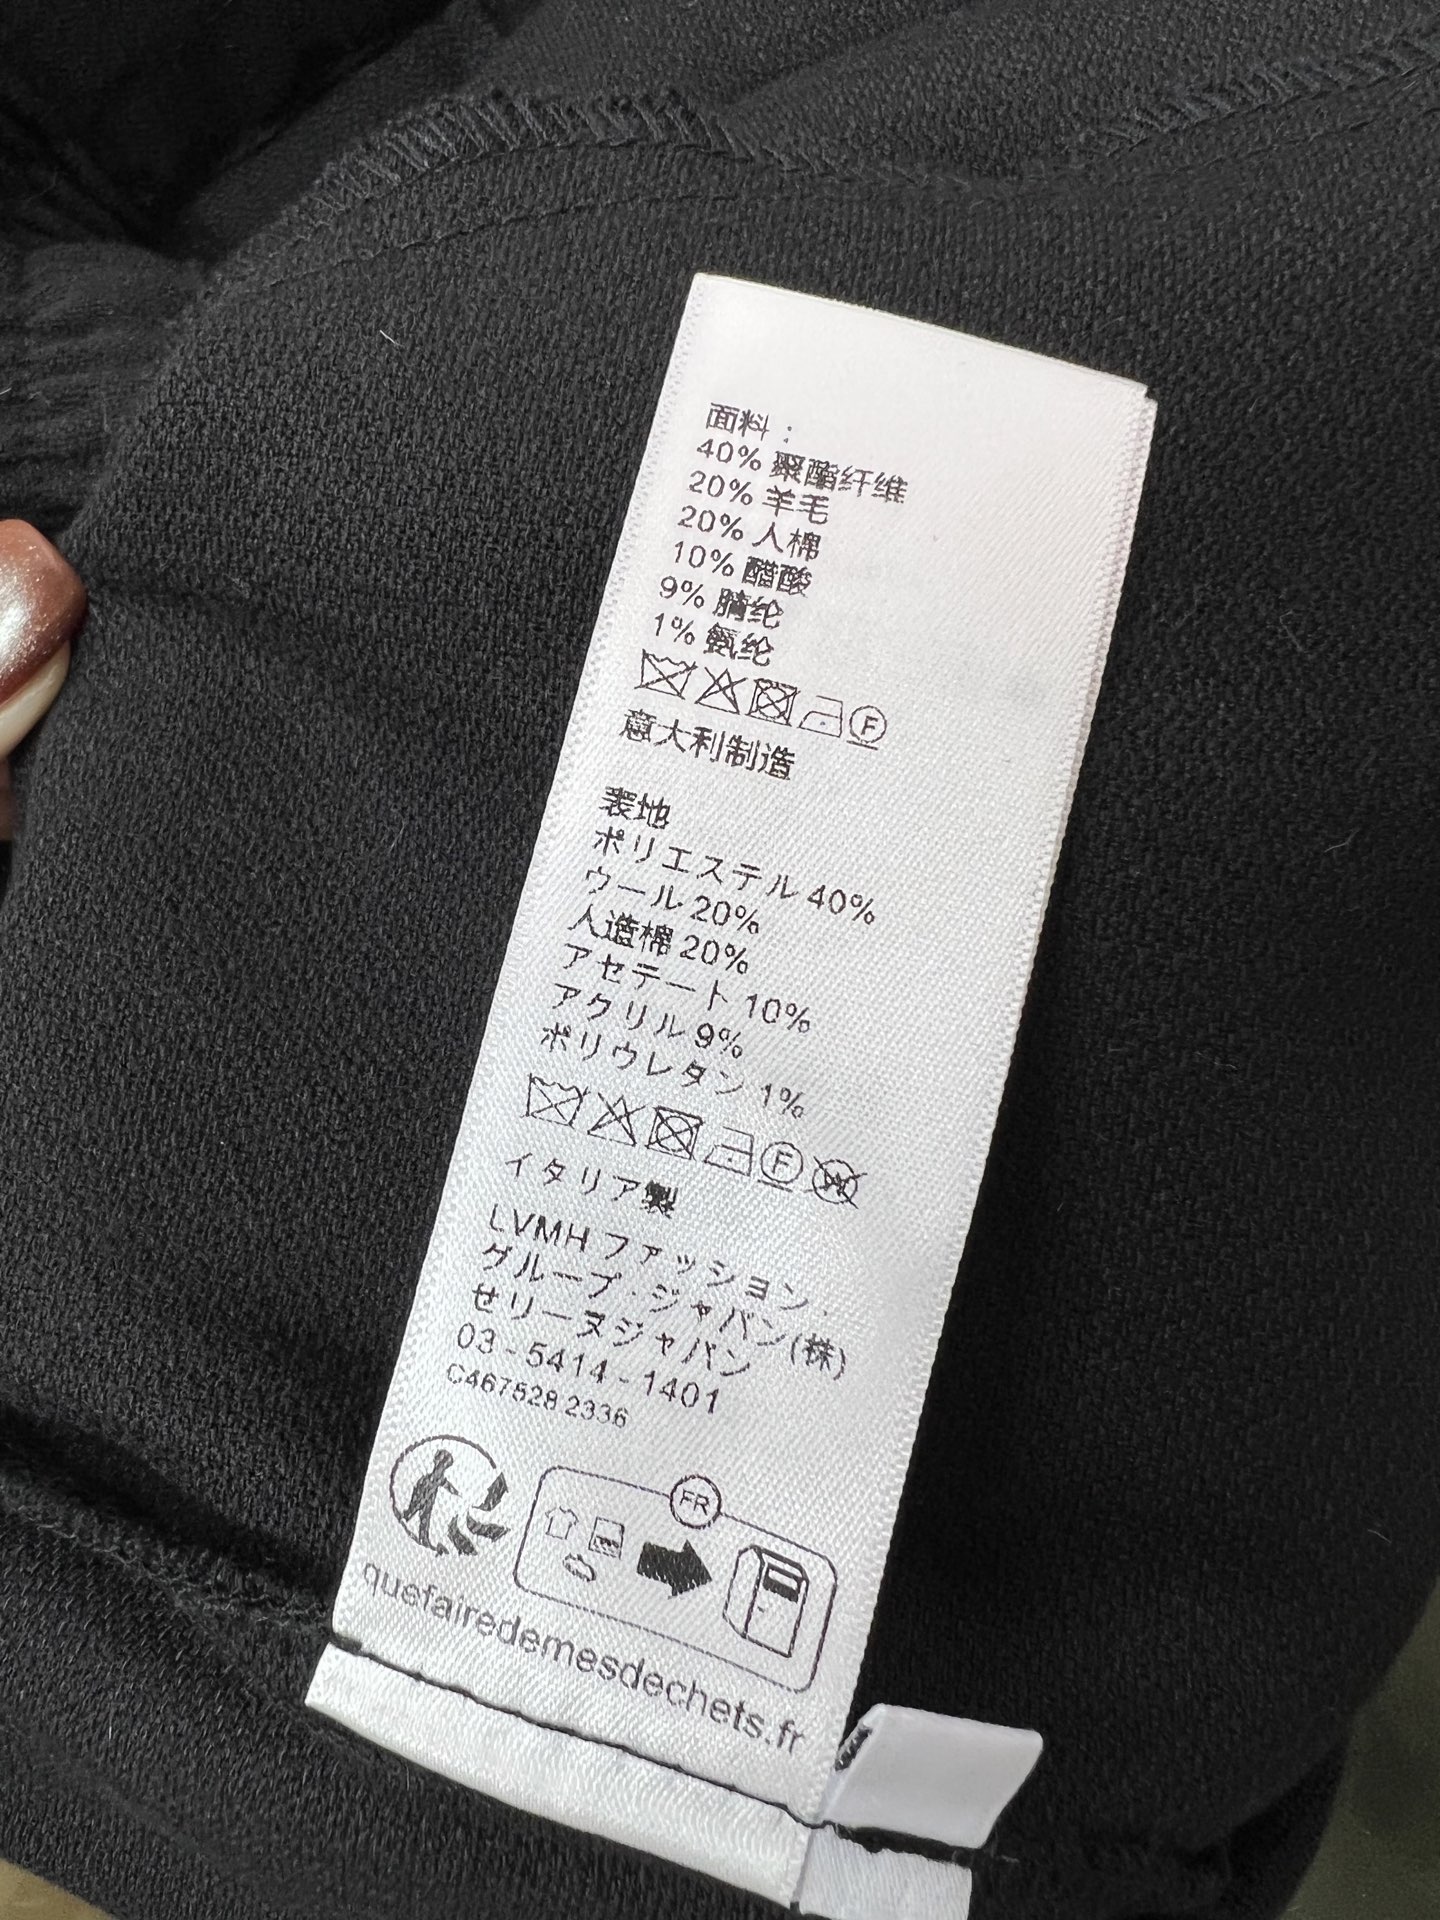 面料：
40% 聚酯纤维
20% 羊毛
20% 人棉
10% 醋酸
9% 腈纶
1% 氨纶
F
意大利制造
表地
ポリエステル 40%
ウール 20%
人造棉 20%
アセテート 10%
アクリル 9%
ポリウレタン 1%
F W
イタリア製
LVMH ファッション・
グループ・ジャパン(株)
セリーヌジャパン
03-5414-1401
C467528 2336
FR
quefairedemesdechets.fr